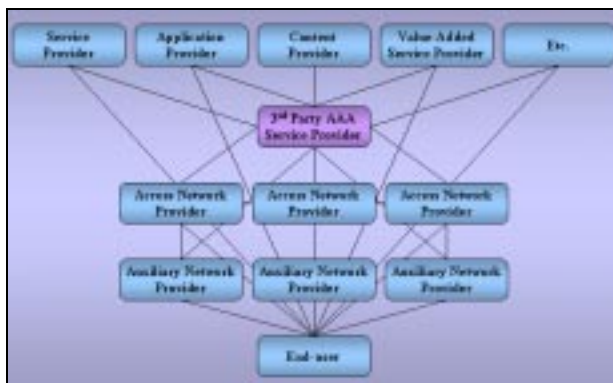 Service
Provider
Application
Provider
Content
Provider
Value Added
Service Provider
Etc.
3rd Party AAA
Service Provider
Access Network
Provider
Access Network
Provider
Access Network
Provider
Auxiliary Network
Provider
Auxiliary Network
Provider
Auxiliary Network
Provider
End-user